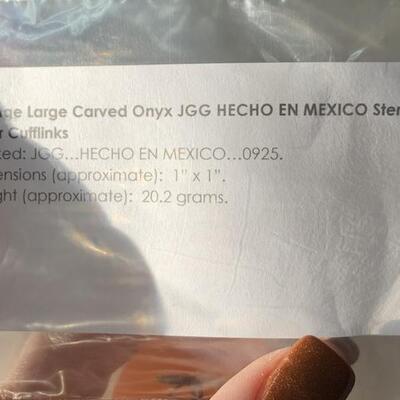 ge Large Carved Onyx JGG HECHO EN MEXICO Ster
r Cufflinks
ked: JGG...HECHO EN MEXICO...0925.
ensions (approximate): 1" x 1".
ght (approximate): 20.2 grams.